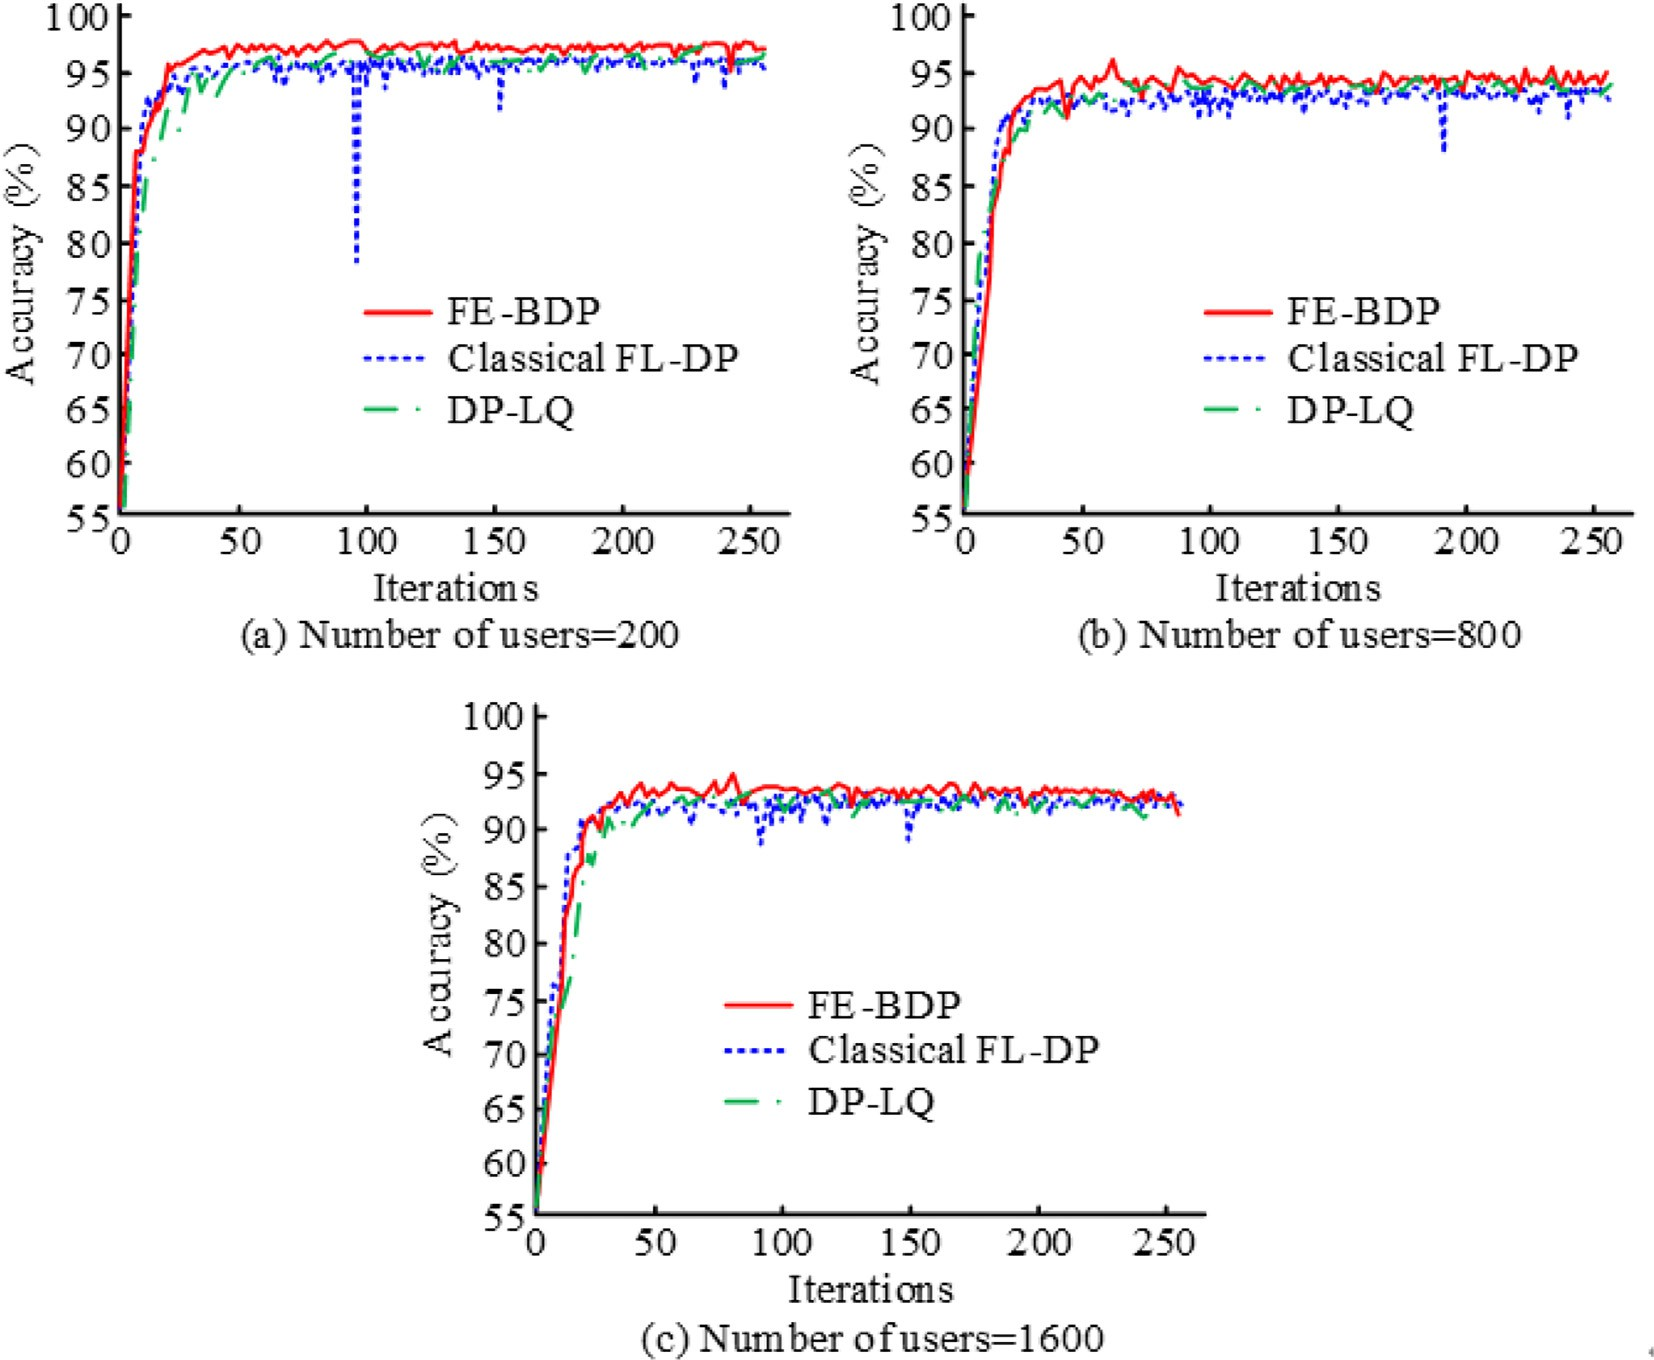 100
95
90
85
80
75
70
65
60
55
Accuracy (%)
0 50 100 150 200 250
Iterations
FE-BDP
Classical FL-DP
DP-LQ
(a) Number of users=200
100
95
90
85
80
75
70
65
60
55
Accuracy (%)
0 50 100 150 200 250
Iterations
FE-BDP
Classical FL-DP
DP-LQ
(b) Number of users=800
100
95
90
85
80
75
70
65
60
55
Accuracy (%)
0 50 100 150 200 250
Iterations
FE-BDP
Classical FL-DP
DP-LQ
(c) Number of users=1600